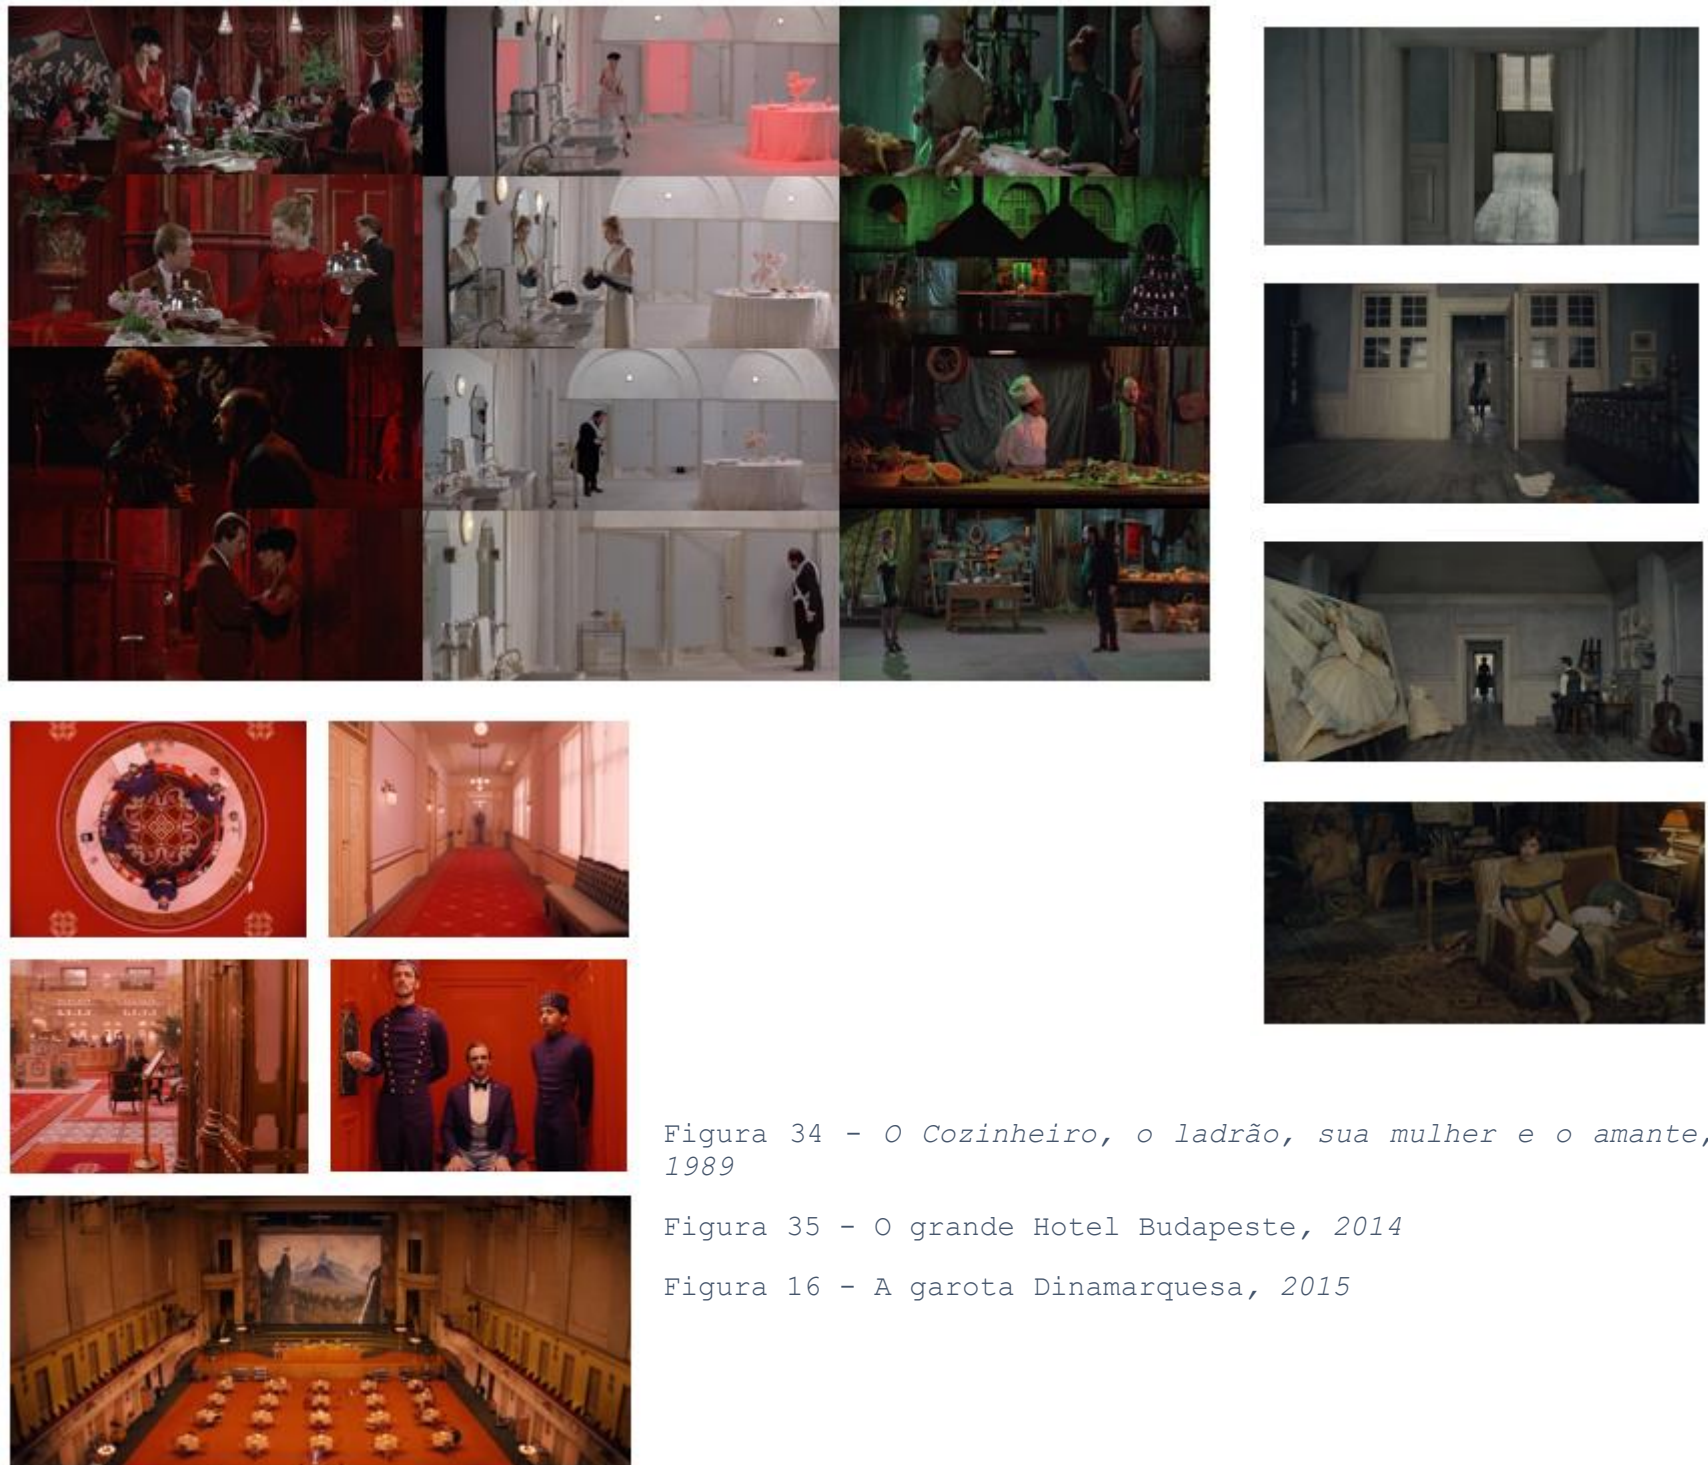 Figura 34 - O Cozinheiro, o ladrão, sua mulher e o amante,
1989
Figura 35 - O grande Hotel Budapeste, 2014
Figura 16 - A garota Dinamarquesa, 2015